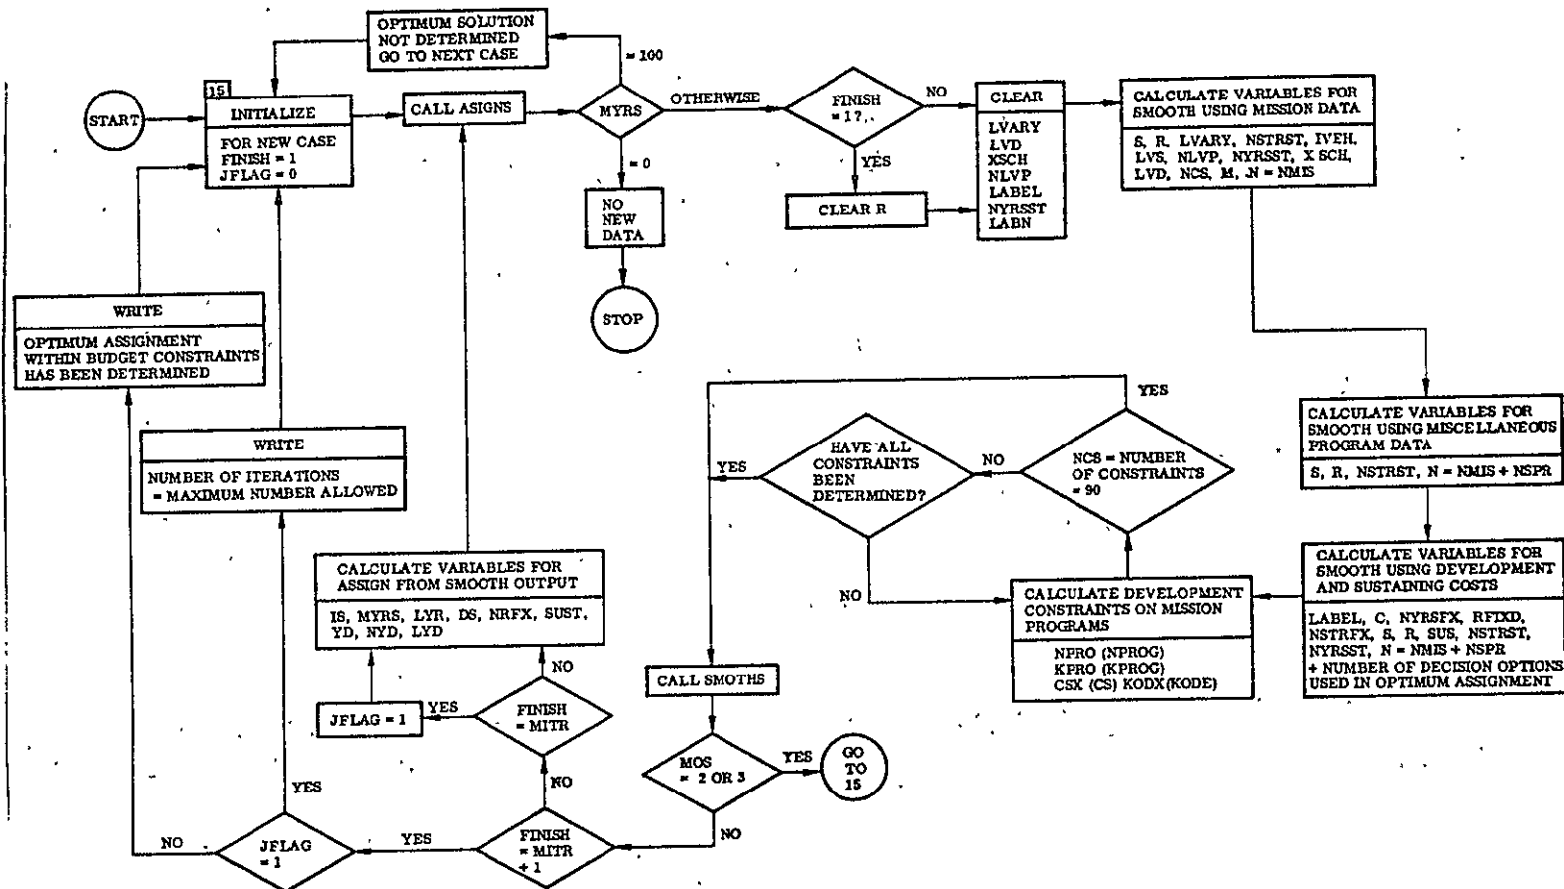 OPTIMUM SOLUTION
NOT DETERMINED
GO TO NEXT CASE
= 100
START
15
INITIALIZE
FOR NEW CASE
FINISH = 1
JFLAG = 0
CALL ASIGNS
MYRS
OTHERWISE
= 0
NO
NEW
DATA
STOP
FINISH
= 1?
NO
YES
CLEAR R
CLEAR
LVARY
LVD
XSCH
NLVP
LABEL
NYRSST
LABN
CALCULATE VARIABLES FOR
SMOOTH USING MISSION DATA
S, R, LVARY, NSTRST, IVEH,
LVS, NLVP, NYRSST, X SCH,
LVD, NCS, M, N = NMIS
CALCULATE VARIABLES FOR
SMOOTH USING MISCELLANEOUS
PROGRAM DATA
S, R, NSTRST, N = NMIS + NSPR
CALCULATE VARIABLES FOR
SMOOTH USING DEVELOPMENT
AND SUSTAINING COSTS
LABEL, C, NYRSFX, RFIXD,
NSTRFX, S, R, SUS, NSTRST,
NYRSST, N = NMIS + NSPR
+ NUMBER OF DECISION OPTIONS
USED IN OPTIMUM ASSIGNMENT
CALCULATE DEVELOPMENT
CONSTRAINTS ON MISSION
PROGRAMS
NPRO (NPROG)
KPRO (KPROG)
CSX (CS) KODX (KODE)
NCS = NUMBER
OF CONSTRAINTS
= 90
YES
NO
HAVE ALL
CONSTRAINTS
BEEN
DETERMINED?
YES
NO
CALL SMOTHS
MOS
= 2 OR 3
YES
GO
TO
15
NO
FINISH
= MITR
+ 1
NO
YES
FINISH
= MITR
YES
NO
JFLAG = 1
CALCULATE VARIABLES FOR
ASSIGN FROM SMOOTH OUTPUT
IS, MYRS, LYR, DS, NRFX, SUST,
YD, NYD, LYD
JFLAG
= 1
YES
NO
WRITE
NUMBER OF ITERATIONS
= MAXIMUM NUMBER ALLOWED
WRITE
OPTIMUM ASSIGNMENT
WITHIN BUDGET CONSTRAINTS
HAS BEEN DETERMINED